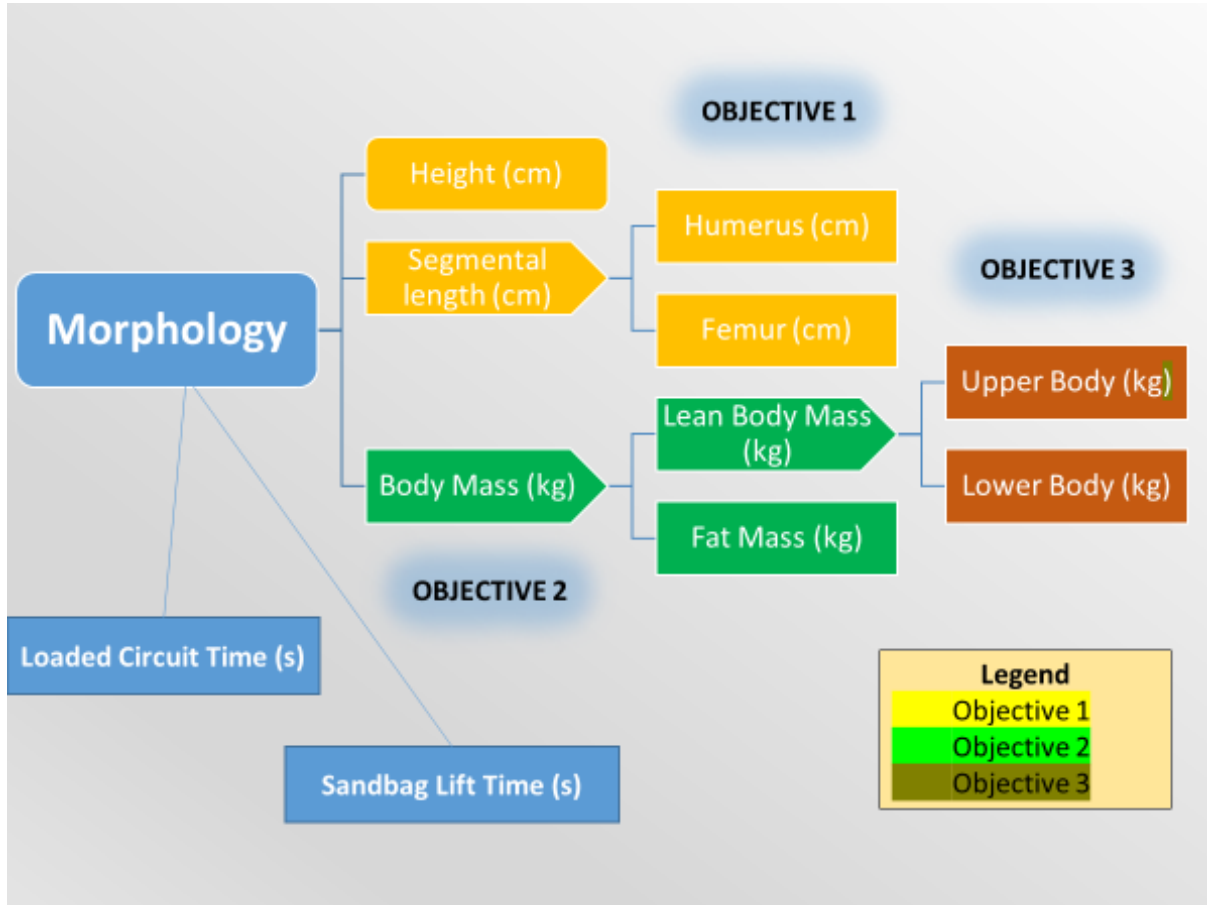 OBJECTIVE 1
Height (cm)
Humerus (cm)
Segmental
length (cm)
OBJECTIVE 3
Morphology
Femur (cm)
Upper Body (kg)
Lean Body Mass
(kg)
Body Mass (kg)
Lower Body (kg)
Fat Mass (kg)
OBJECTIVE 2
Loaded Circuit Time (s)
Legend
Objective 1
Objective 2
Objective 3
Sandbag Lift Time (s)